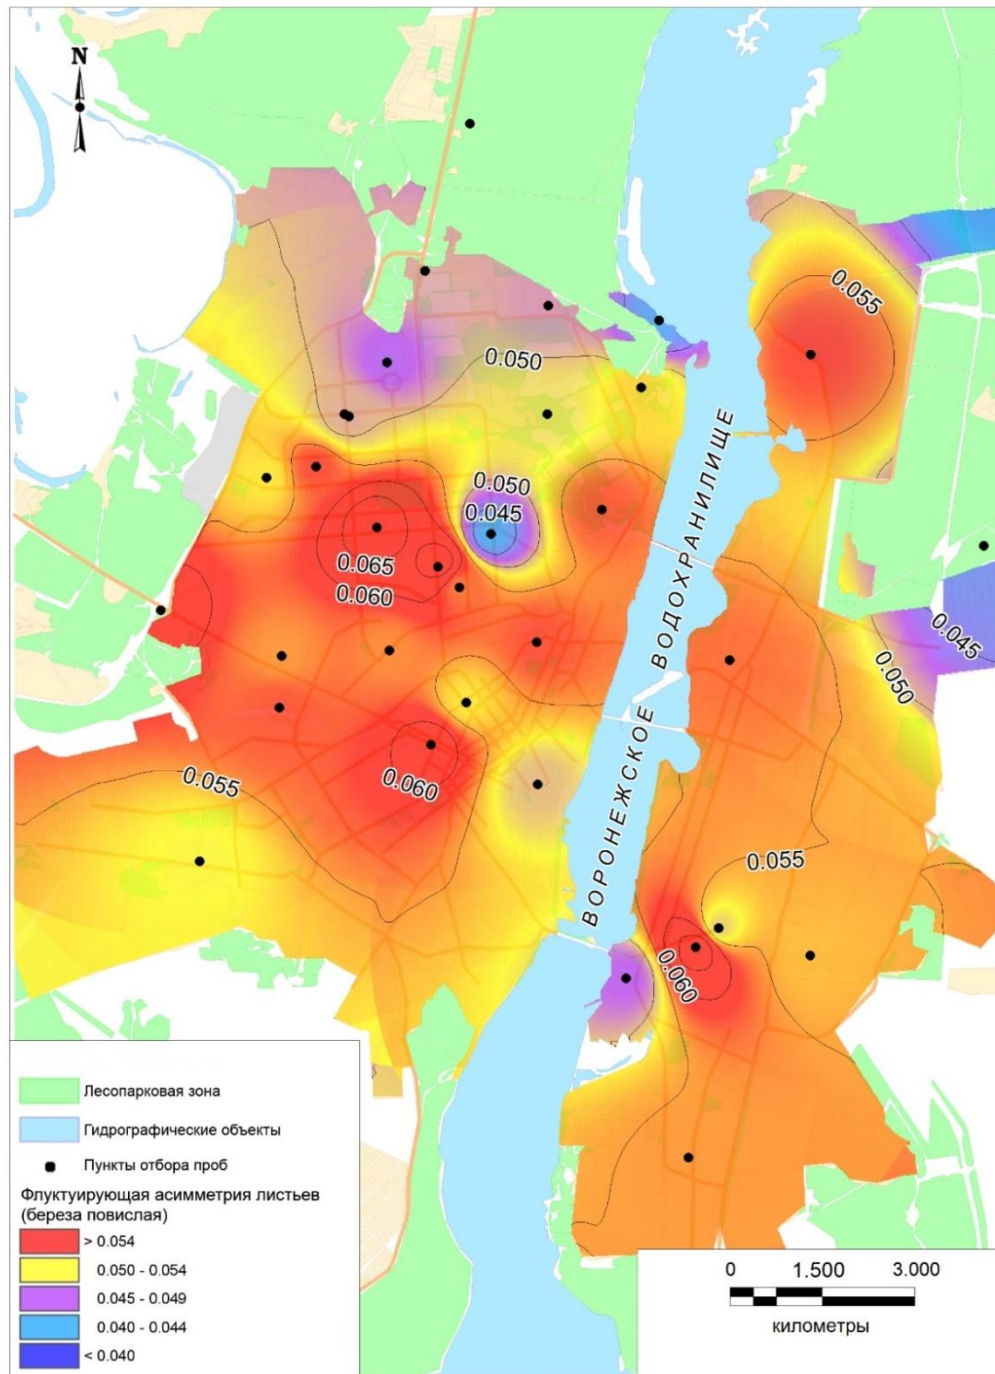 N
0.055
0.050
0.050
0.045
0.065
0.060
ВОРОНЕЖСКОЕ ВОДОХРАНИЛИЩЕ
0.045
0.050
0.055
0.060
0.055
0.060
Лесопарковая зона
Гидрографические объекты
Пункты отбора проб
Флуктуирующая асимметрия листьев
(береза повислая)
> 0.054
0.050 - 0.054
0.045 - 0.049
0.040 - 0.044
< 0.040
0 1.500 3.000
километры